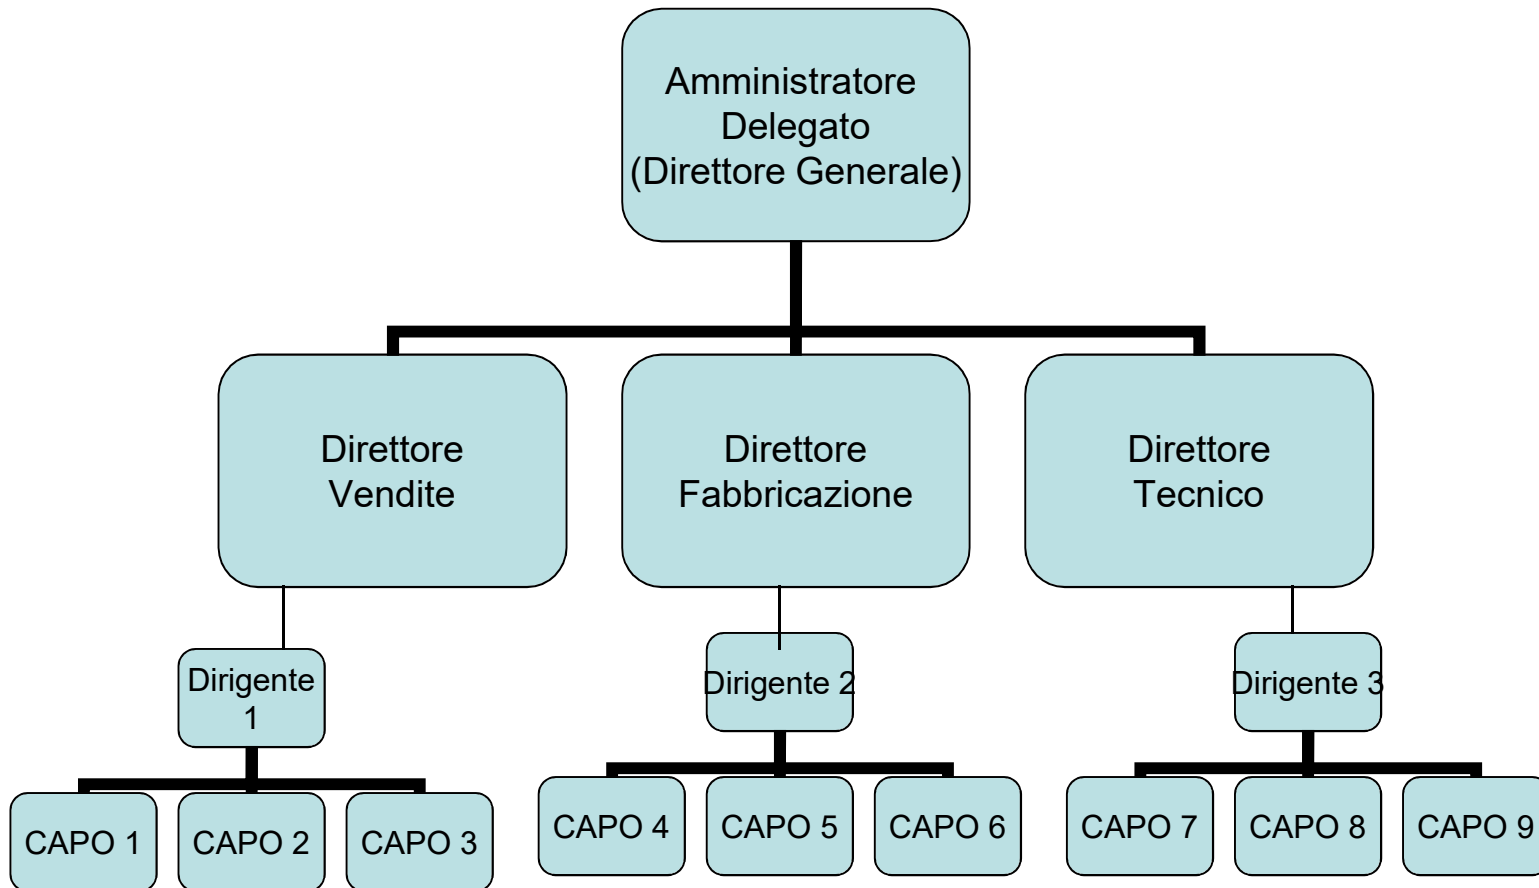 Amministratore
Delegato
(Direttore Generale)
Direttore
Vendite
Direttore
Fabbricazione
Direttore
Tecnico
Dirigente
1
Dirigente 2
Dirigente 3
CAPO 1
CAPO 2
CAPO 3
CAPO 4
CAPO 5
CAPO 6
CAPO 7
CAPO 8
CAPO 9